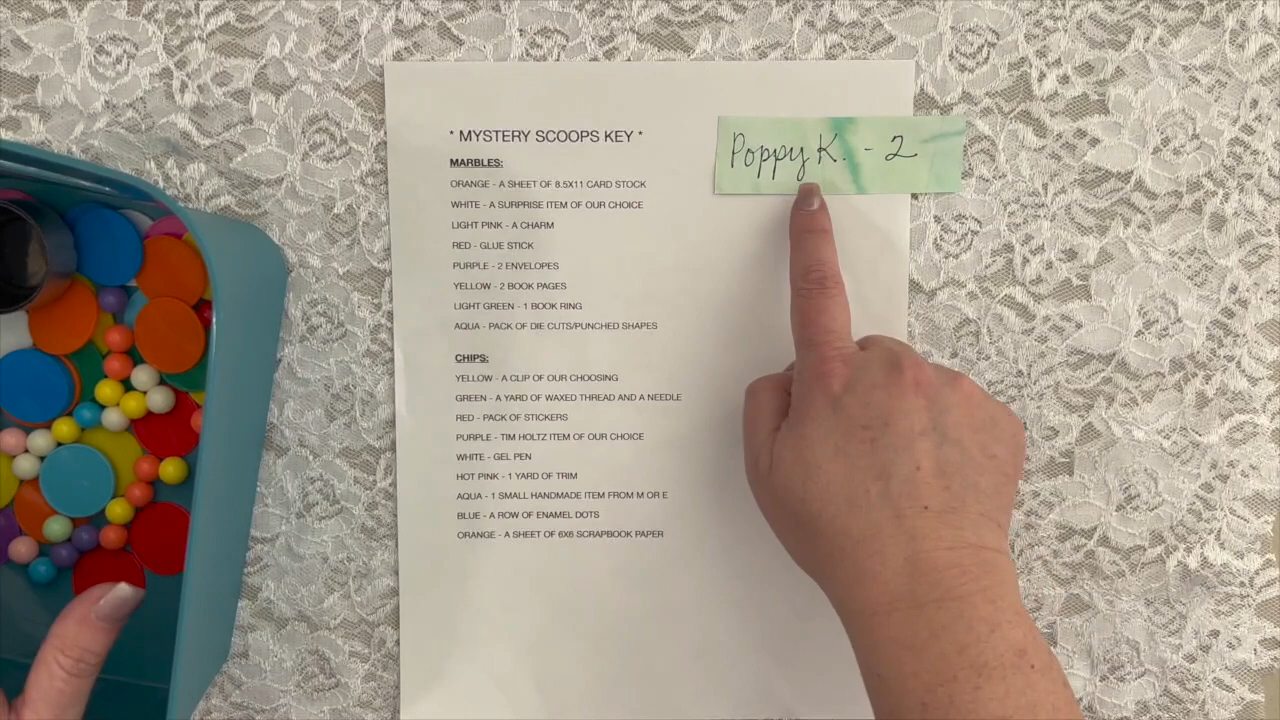 * MYSTERY SCOOPS KEY *
MARBLES:
ORANGE - A SHEET OF 8.5X11 CARD STOCK
WHITE - A SURPRISE ITEM OF OUR CHOICE
LIGHT PINK - A CHARM
RED - GLUE STICK
PURPLE - 2 ENVELOPES
YELLOW - 2 BOOK PAGES
LIGHT GREEN - 1 BOOK RING
AQUA - PACK OF DIE CUTS/PUNCHED SHAPES
CHIPS:
YELLOW - A CLIP OF OUR CHOOSING
GREEN - A YARD OF WAXED THREAD AND A NEEDLE
RED - PACK OF STICKERS
PURPLE - TIM HOLTZ ITEM OF OUR CHOICE
WHITE - GEL PEN
HOT PINK - 1 YARD OF TRIM
AQUA - 1 SMALL HANDMADE ITEM FROM M OR E
BLUE - A ROW OF ENAMEL DOTS
ORANGE - A SHEET OF 6X6 SCRAPBOOK PAPER
Poppy K. - 2